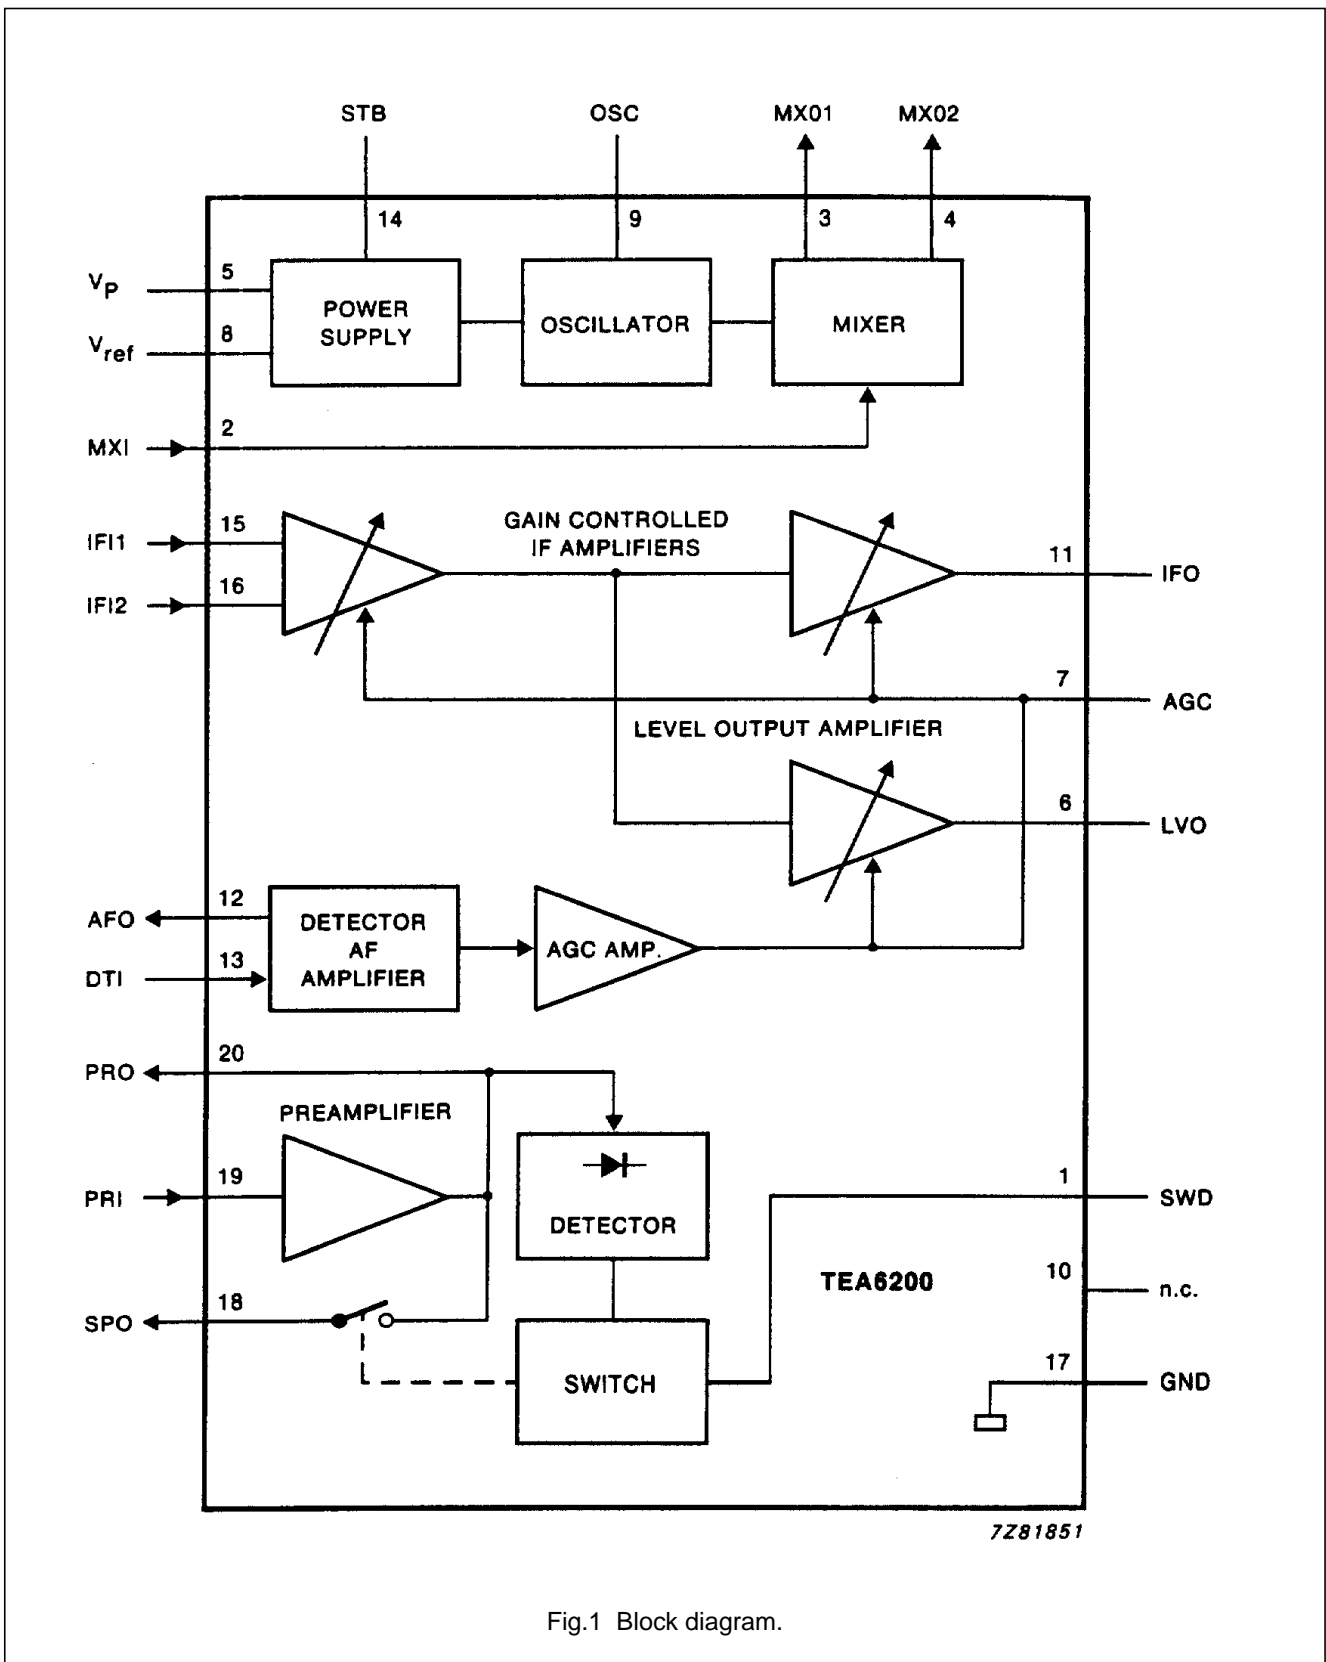 STB OSC MX01 MX02
14 9 3 4
VP 5
POWER
SUPPLY
OSCILLATOR
MIXER
Vref 8
MXI 2
IFI1 15
GAIN CONTROLLED
IF AMPLIFIERS
11 IFO
IFI2 16
7 AGC
LEVEL OUTPUT AMPLIFIER
6 LVO
AFO 12
DETECTOR
AF
AMPLIFIER
AGC AMP.
DTI 13
PRO 20
PREAMPLIFIER
PRI 19
DETECTOR
1 SWD
TEA6200
10 n.c.
SPO 18
SWITCH
17 GND
7Z81851
Fig.1 Block diagram.